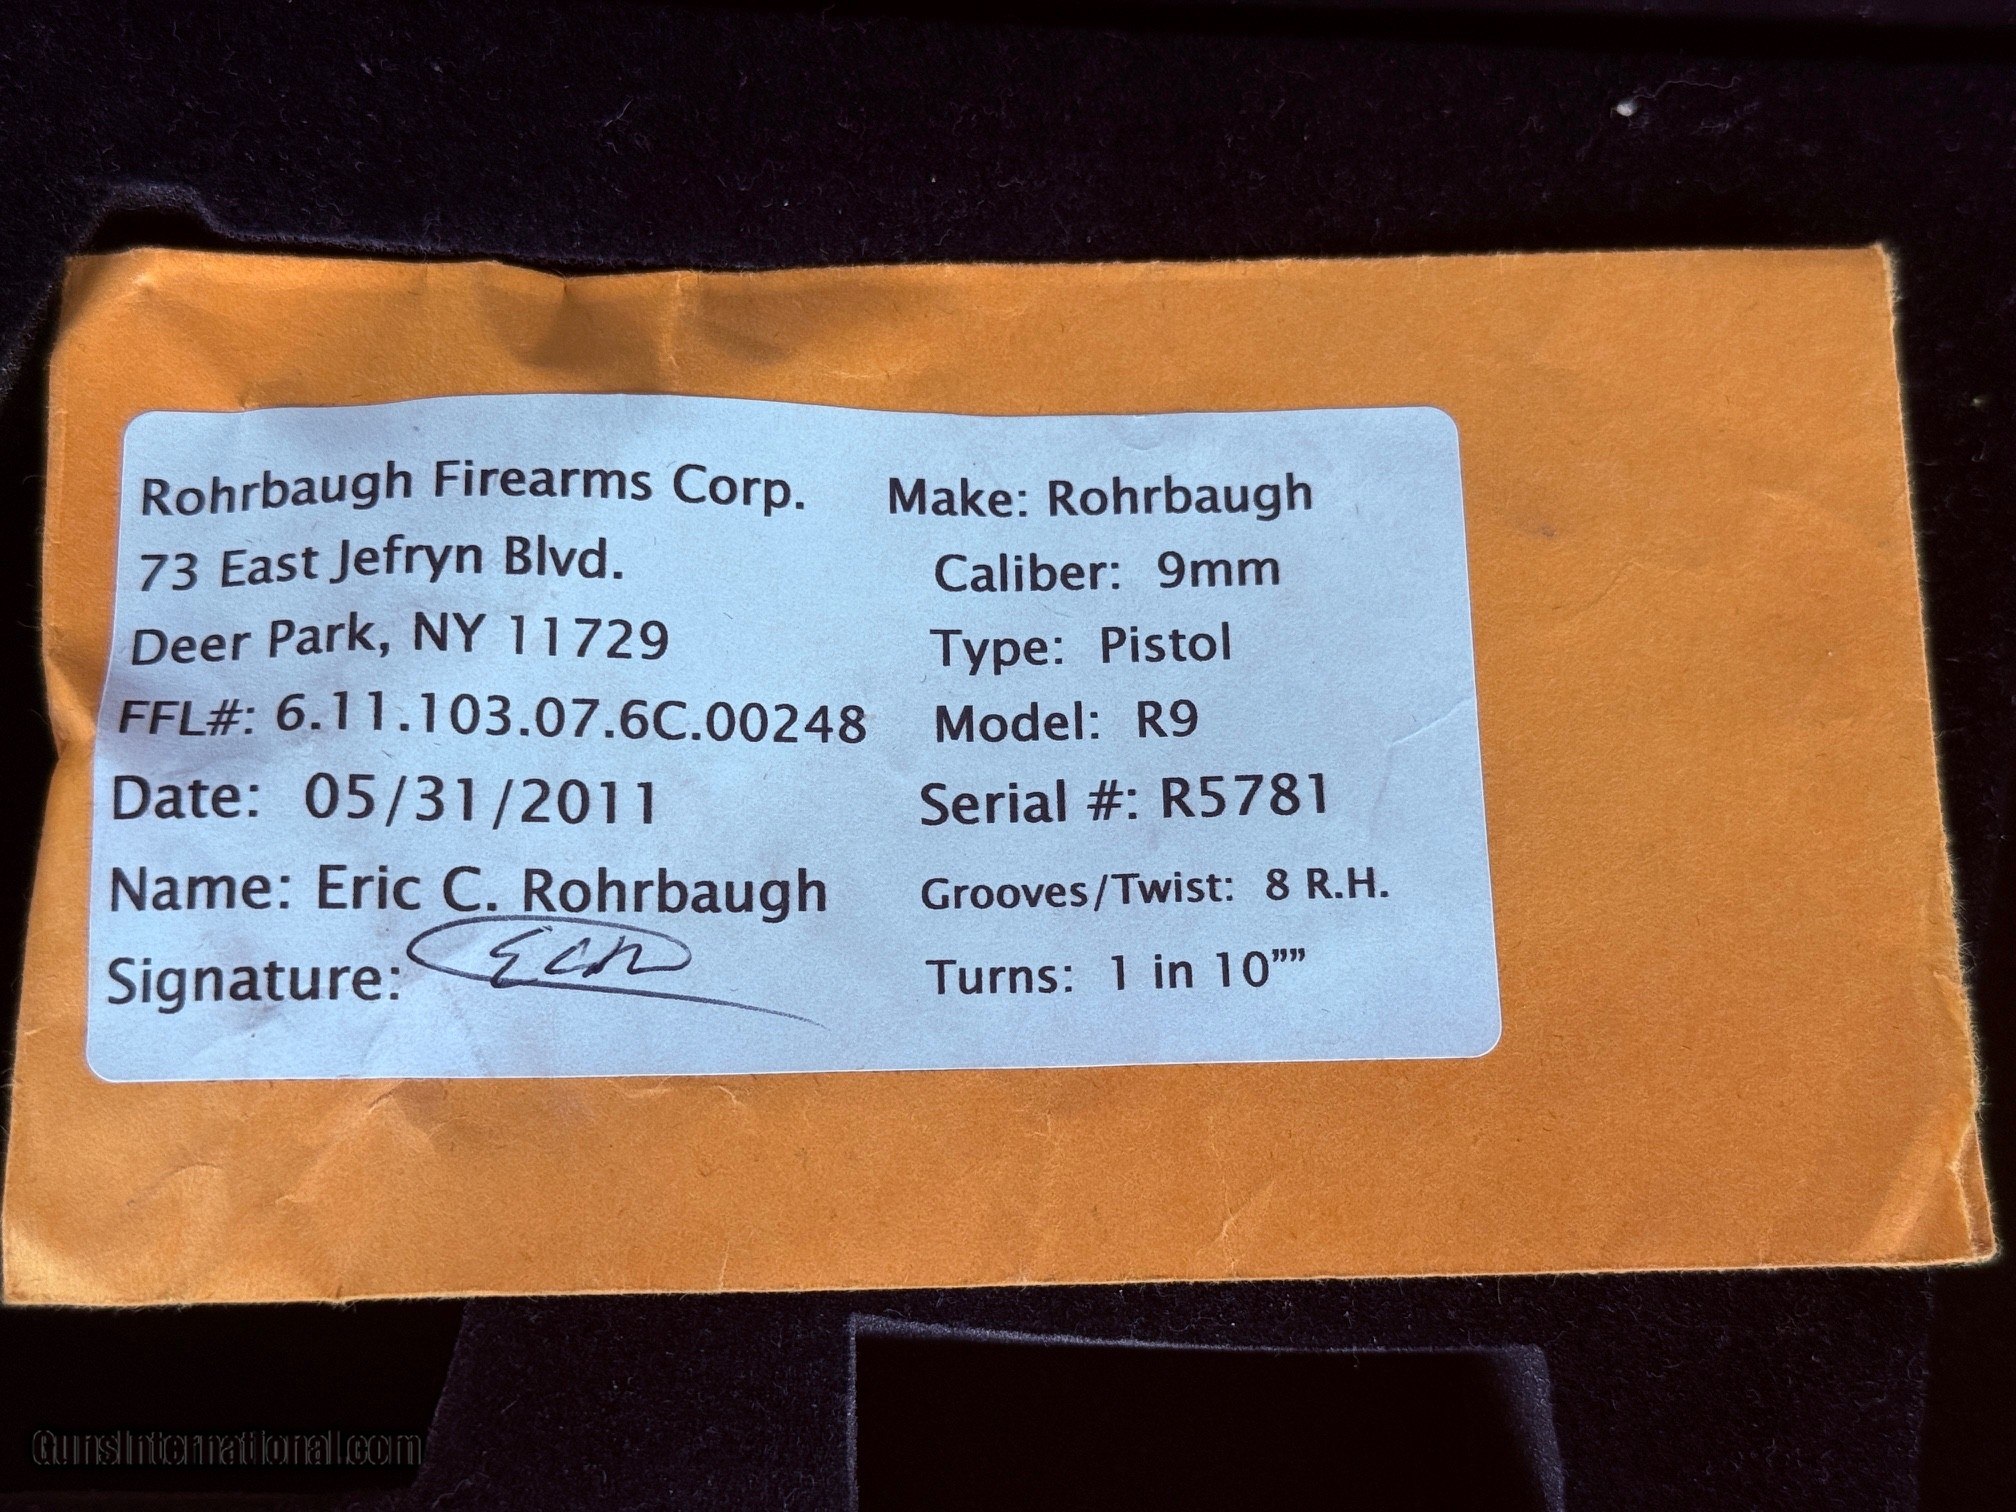 Rohrbaugh Firearms Corp.
73 East Jefryn Blvd.
Deer Park, NY 11729
FFL#: 6.11.103.07.6C.00248
Date: 05/31/2011
Name: Eric C. Rohrbaugh
Signature: ECR
Make: Rohrbaugh
Caliber: 9mm
Type: Pistol
Model: R9
Serial #: R5781
Grooves/Twist: 8 R.H.
Turns: 1 in 10””
GunsInternational.com